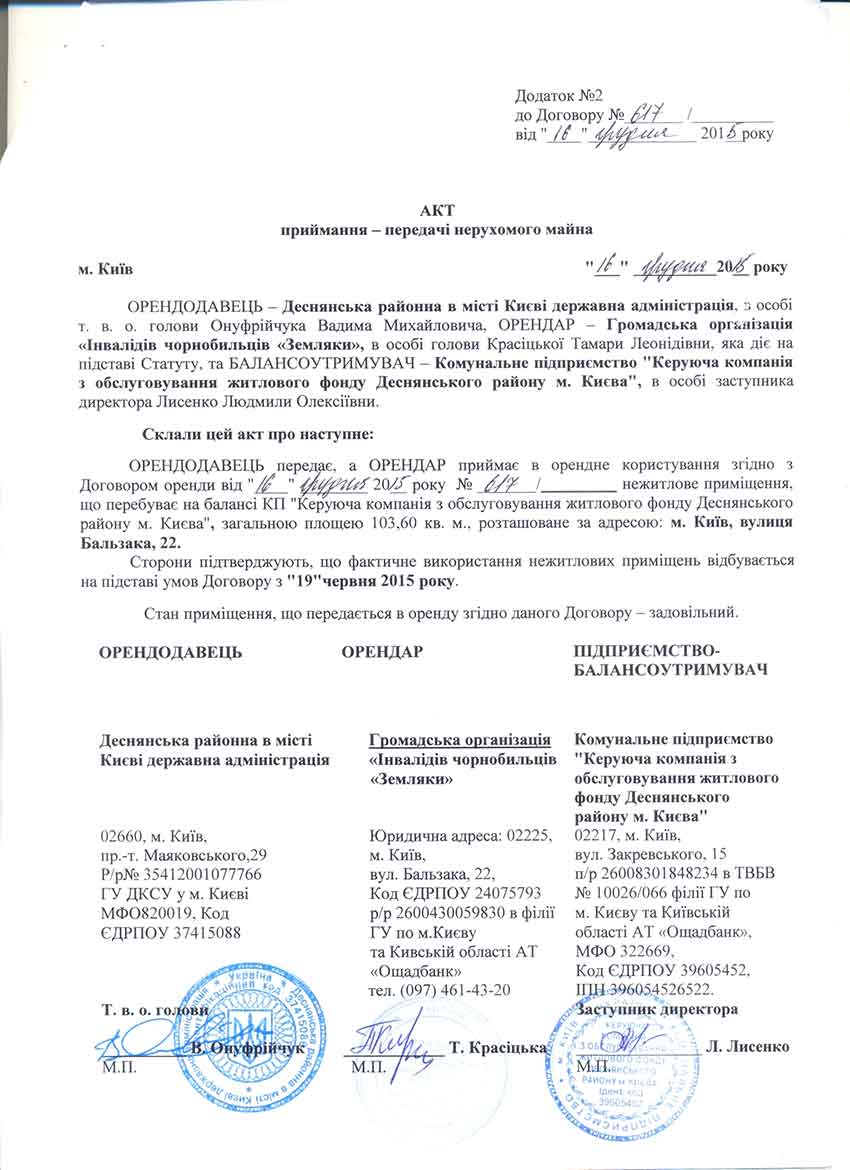 Додаток №2
до Договору № 617 /
від "16" грудня 2015 року
АКТ
приймання – передачі нерухомого майна
м. Київ "16" грудня 2015 року
ОРЕНДОДАВЕЦЬ – Деснянська районна в місті Києві державна адміністрація, в особі
т. в. о. голови Онуфрійчука Вадима Михайловича, ОРЕНДАР – Громадська організація
«Інвалідів чорнобильців «Земляки», в особі голови Красіцької Тамари Леонідівни, яка діє на
підставі Статуту, та БАЛАНСОУТРИМУВАЧ – Комунальне підприємство "Керуюча компанія
з обслуговування житлового фонду Деснянського району м. Києва", в особі заступника
директора Лисенко Людмили Олексіївни.
Склали цей акт про наступне:
ОРЕНДОДАВЕЦЬ передає, а ОРЕНДАР приймає в орендне користування згідно з
Договором оренди від "16" грудня 2015 року № 617 / нежитлове приміщення,
що перебуває на балансі КП "Керуюча компанія з обслуговування житлового фонду Деснянського
району м. Києва", загальною площею 103,60 кв. м., розташоване за адресою: м. Київ, вулиця
Бальзака, 22.
Сторони підтверджують, що фактичне використання нежитлових приміщень відбувається
на підставі умов Договору з "19"червня 2015 року.
Стан приміщення, що передається в оренду згідно даного Договору – задовільний.
ОРЕНДОДАВЕЦЬ
Деснянська районна в місті
Києві державна адміністрація
02660, м. Київ,
пр.-т. Маяковського,29
Р/р№ 35412001077766
ГУ ДКСУ у м. Києві
МФО820019, Код
ЄДРПОУ 37415088
Т. в. о. голови
В. Онуфрійчук
М.П.
ОРЕНДАР
Громадська організація
«Інвалідів чорнобильців
«Земляки»
Юридична адреса: 02225,
м. Київ,
вул. Бальзака, 22,
Код ЄДРПОУ 24075793
р/р 2600430059830 в філії
ГУ по м.Києву
та Кивській області АТ
«Ощадбанк»
тел. (097) 461-43-20
Т. Красіцька
М.П.
ПІДПРИЄМСТВО-
БАЛАНСОУТРИМУВАЧ
Комунальне підприємство
"Керуюча компанія з
обслуговування житлового
фонду Деснянського
району м. Києва"
02217, м. Київ,
вул. Закревського, 15
п/р 26008301848234 в ТВБВ
№ 10026/066 філії ГУ по
м. Києву та Київській
області АТ «Ощадбанк»,
МФО 322669,
Код ЄДРПОУ 39605452,
ІПН 396054526522.
Заступник директора
Л. Лисенко
М.П.